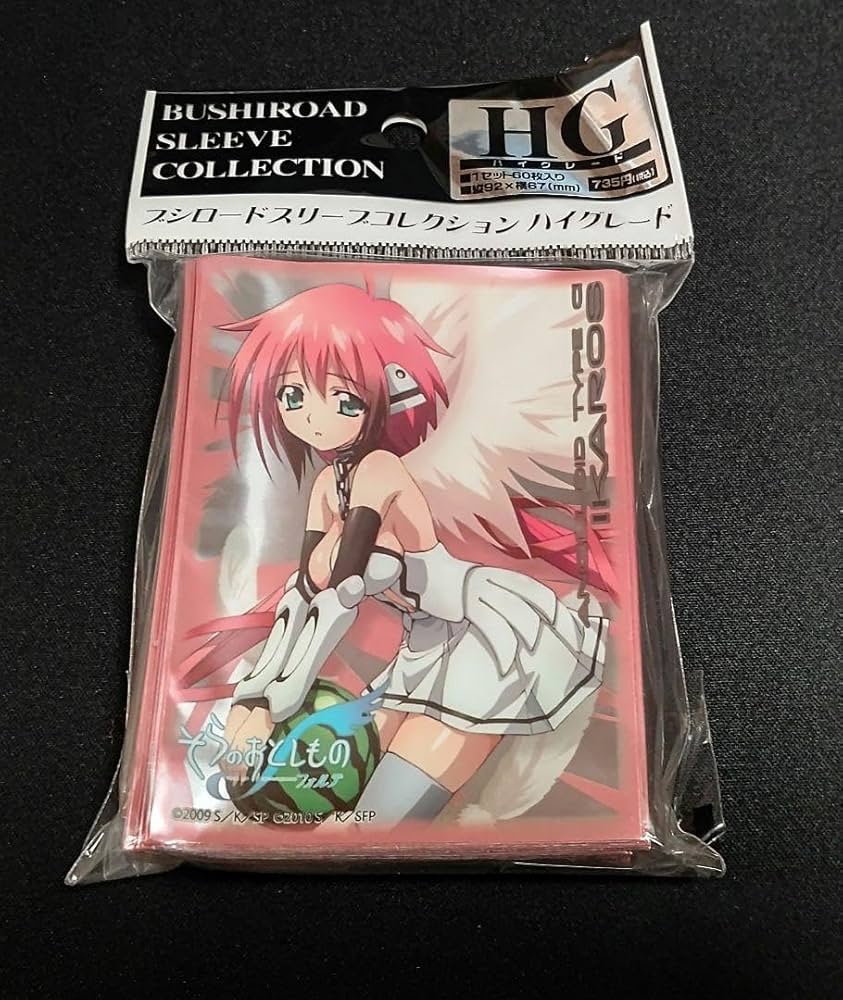 BUSHIROAD
SLEEVE
COLLECTION
HG
ハイグレード
■1セット60枚入り
■縦92×横67(mm)
735円(税込)
ブシロードスリーブコレクション ハイグレード
TYPE α
IKAROS
そらのおとしもの
フォルテ
©2009 S/K/SP ©2010 S/K/SFP